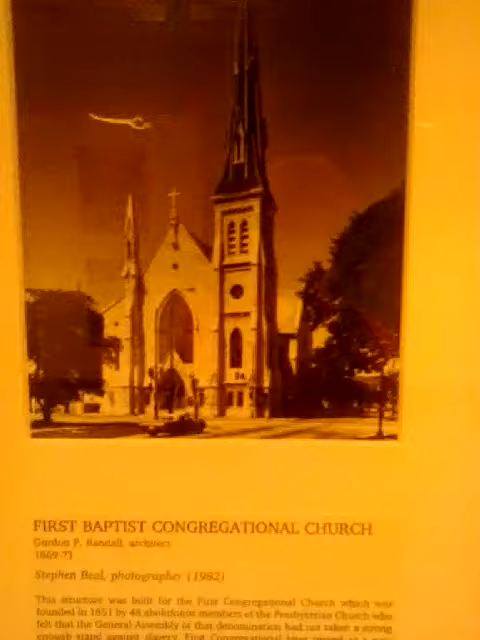 FIRST BAPTIST CONGREGATIONAL CHURCH
Gurdon P. Randall, architect
1869-71
Stephen Beal, photographer (1982)
This structure was built for the First Congregational Church which was
founded in 1851 by 48 abolitionist members of the Presbyterian Church who
felt that the General Assembly of that denomination had not taken a strong
enough stand against slavery. First Congregational